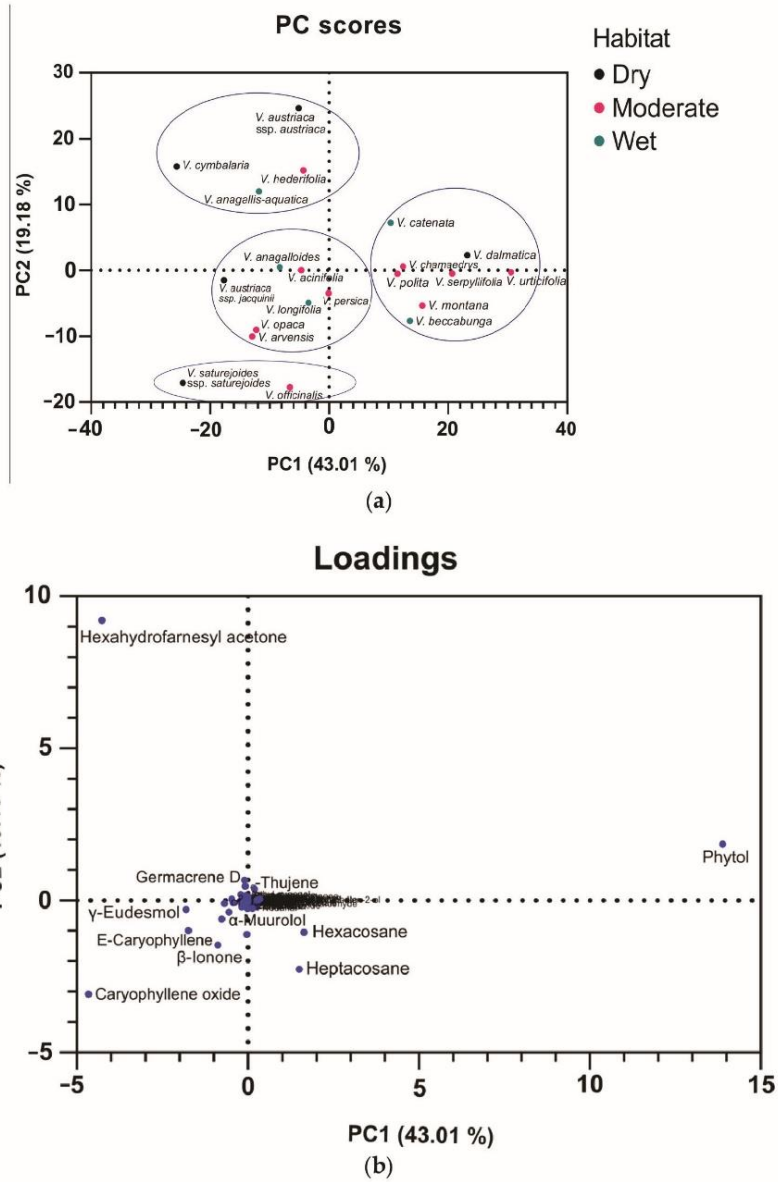 PC scores
Habitat
Dry
Moderate
Wet
30
20
10
0
−10
−20
PC2 (19.18 %)
V. austriaca
ssp. austriaca
V. cymbalaria
V. hederifolia
V. anagellis-aquatica
V. catenata
V. anagalloides
V. dalmatica
V. chamaedrys
V. acinifolia
V. polita
V. serpyliifolia
V. urticifolia
V. austriaca
ssp. jacquinii
V. persica
V. longifolia
V. montana
V. opaca
V. beccabunga
V. arvensis
V. saturejoides
ssp. saturejoides
V. officinalis
−40
−20
0
20
40
PC1 (43.01 %)
(a)
Loadings
10
5
0
−5
Hexahydrofarnesyl acetone
Phytol
Germacrene D
-Thujene
γ-Eudesmol
α-Muurolol
Hexacosane
E-Caryophyllene
β-Ionone
Heptacosane
Caryophyllene oxide
−5
0
5
10
15
PC1 (43.01 %)
(b)